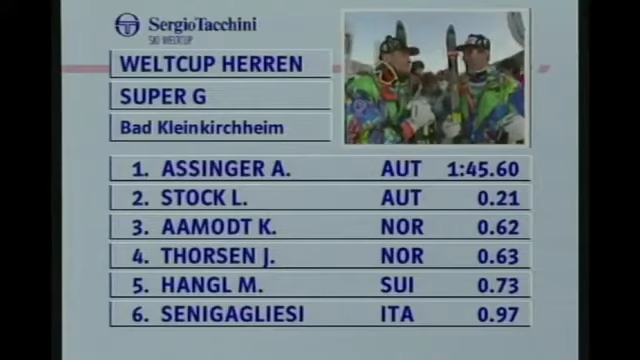 Sergio Tacchini
SKI WELTCUP
WELTCUP HERREN
SUPER G
Bad Kleinkirchheim
1. ASSINGER A. AUT 1:45.60
2. STOCK L. AUT 0.21
3. AAMODT K. NOR 0.62
4. THORSEN J. NOR 0.63
5. HANGL M. SUI 0.73
6. SENIGAGLIESI ITA 0.97